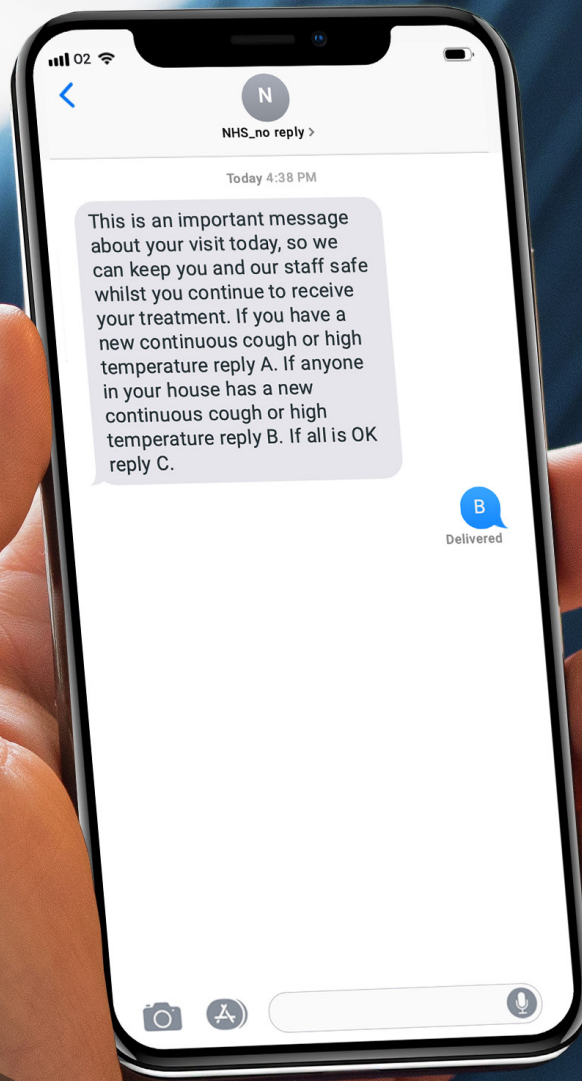 02
N
NHS_no reply >
Today 4:38 PM
This is an important message
about your visit today, so we
can keep you and our staff safe
whilst you continue to receive
your treatment. If you have a
new continuous cough or high
temperature reply A. If anyone
in your house has a new
continuous cough or high
temperature reply B. If all is OK
reply C.
B
Delivered